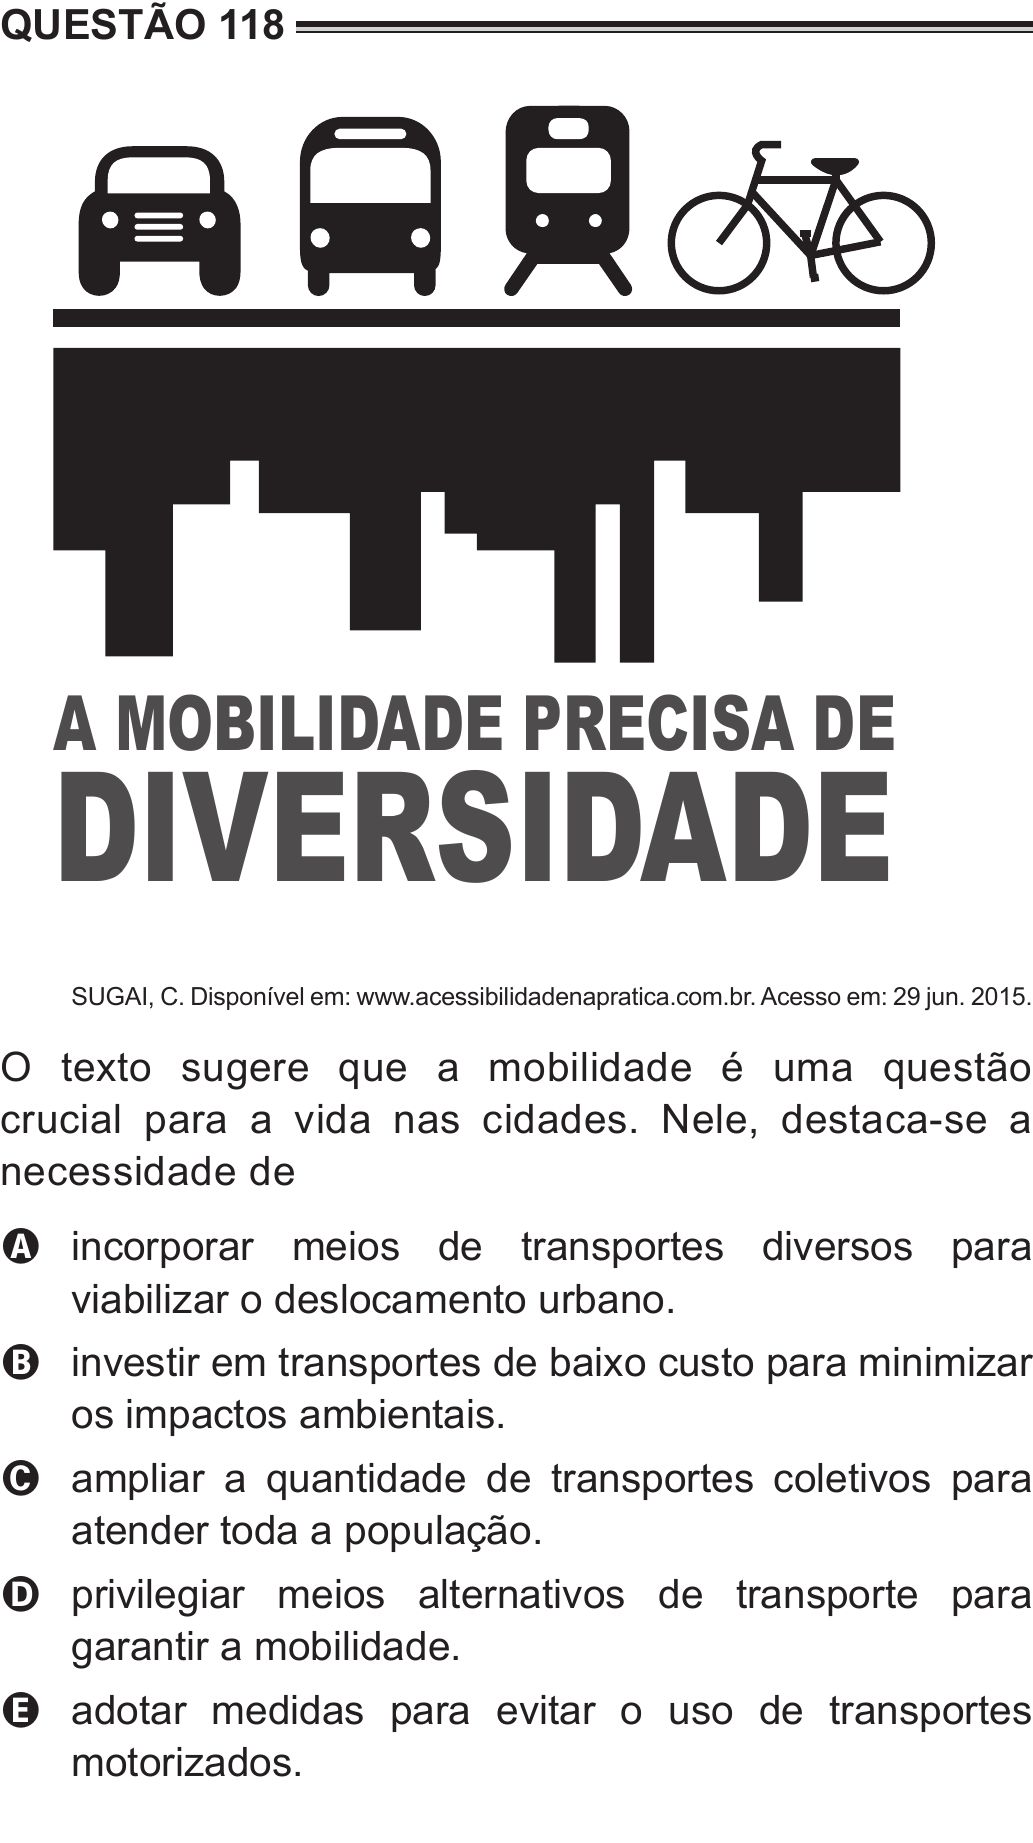 QUESTÃO 118
A MOBILIDADE PRECISA DE
DIVERSIDADE
SUGAI, C. Disponível em: www.acessibilidadenapratica.com.br. Acesso em: 29 jun. 2015.
O texto sugere que a mobilidade é uma questão
crucial para a vida nas cidades. Nele, destaca-se a
necessidade de
A incorporar meios de transportes diversos para
viabilizar o deslocamento urbano.
B investir em transportes de baixo custo para minimizar
os impactos ambientais.
C ampliar a quantidade de transportes coletivos para
atender toda a população.
D privilegiar meios alternativos de transporte para
garantir a mobilidade.
E adotar medidas para evitar o uso de transportes
motorizados.